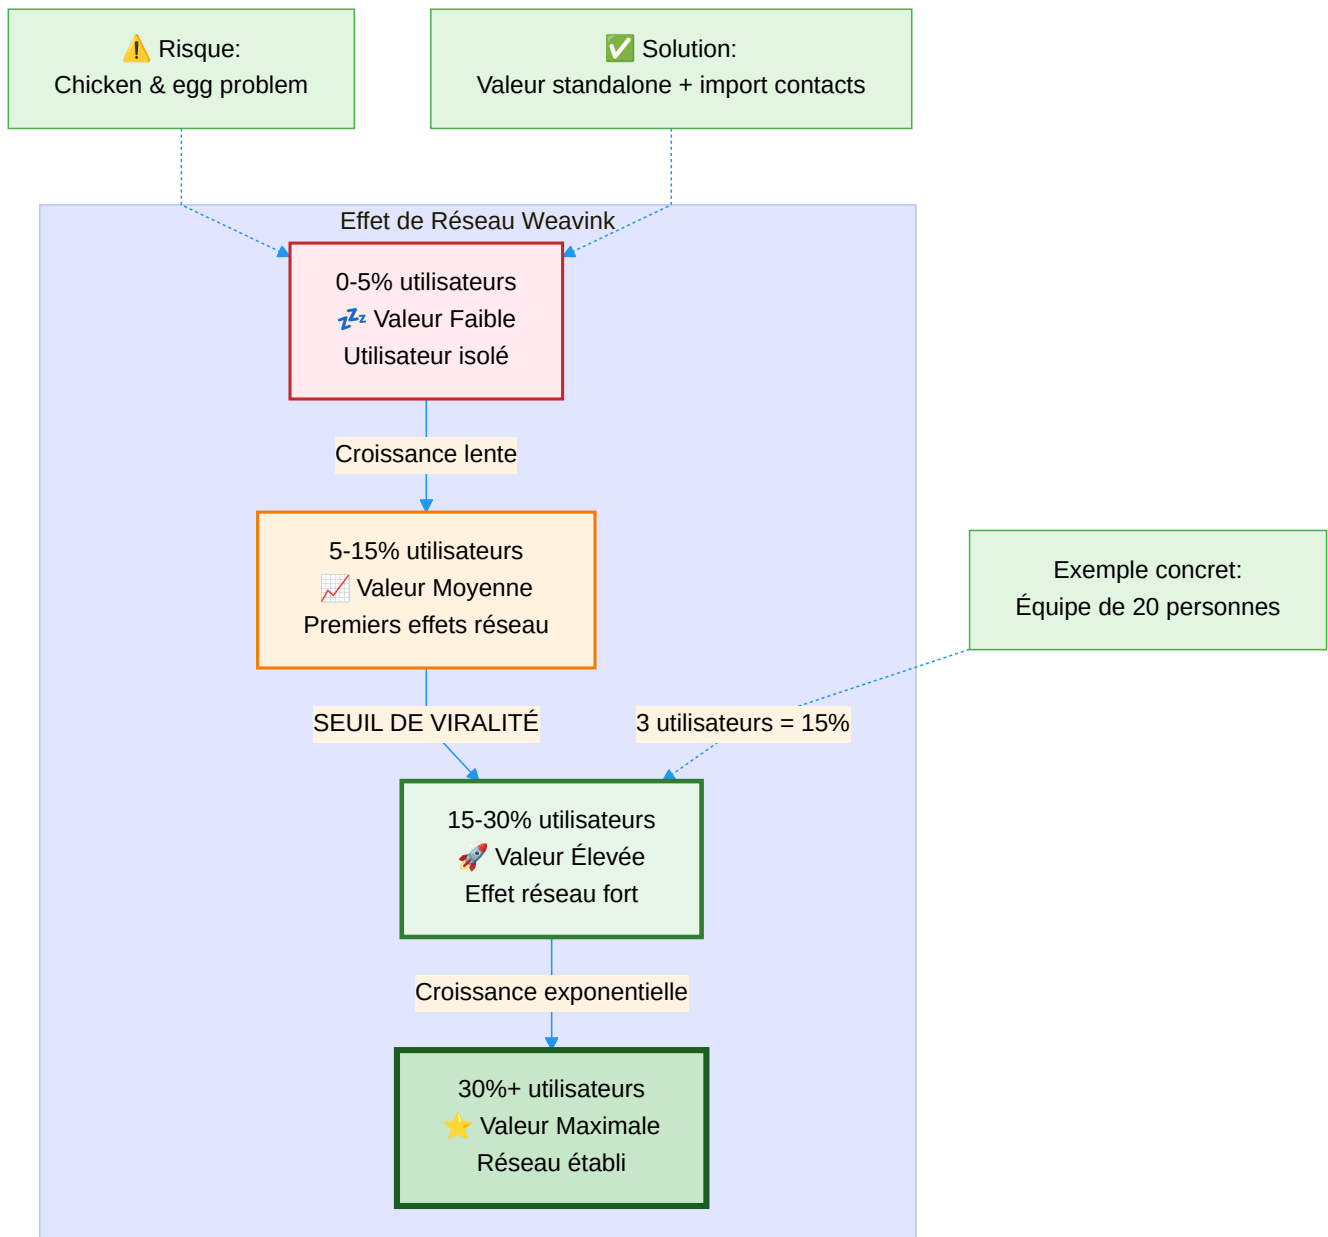 ⚠️ Risque:
Chicken & egg problem
✅ Solution:
Valeur standalone + import contacts
Effet de Réseau Weavink
0-5% utilisateurs
💤 Valeur Faible
Utilisateur isolé
Croissance lente
5-15% utilisateurs
📈 Valeur Moyenne
Premiers effets réseau
Exemple concret:
Équipe de 20 personnes
SEUIL DE VIRALITÉ
3 utilisateurs = 15%
15-30% utilisateurs
🚀 Valeur Élevée
Effet réseau fort
Croissance exponentielle
30%+ utilisateurs
⭐ Valeur Maximale
Réseau établi